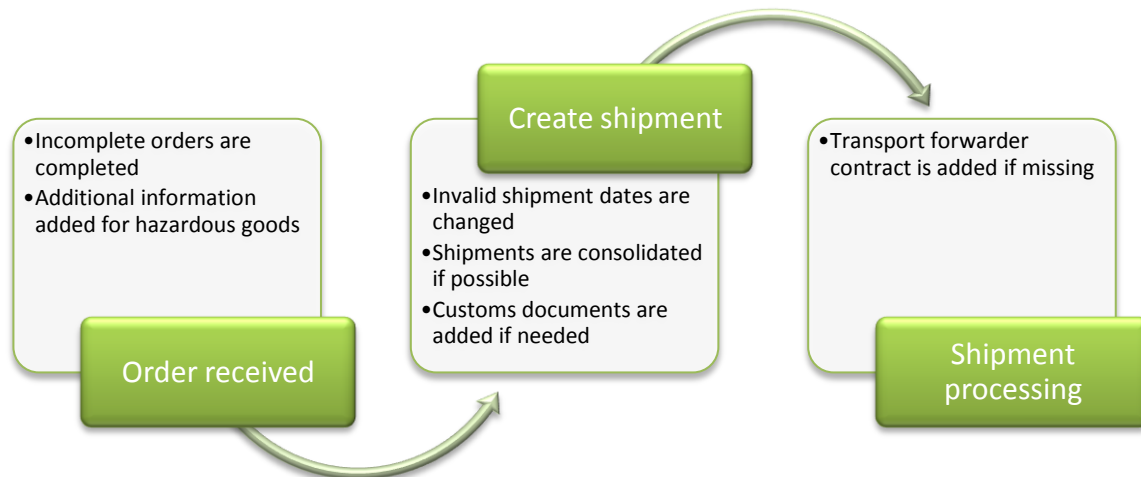 •Incomplete orders are
completed
•Additional information
added for hazardous goods
Order received
Create shipment
•Invalid shipment dates are
changed
•Shipments are consolidated
if possible
•Customs documents are
added if needed
•Transport forwarder
contract is added if missing
Shipment
processing